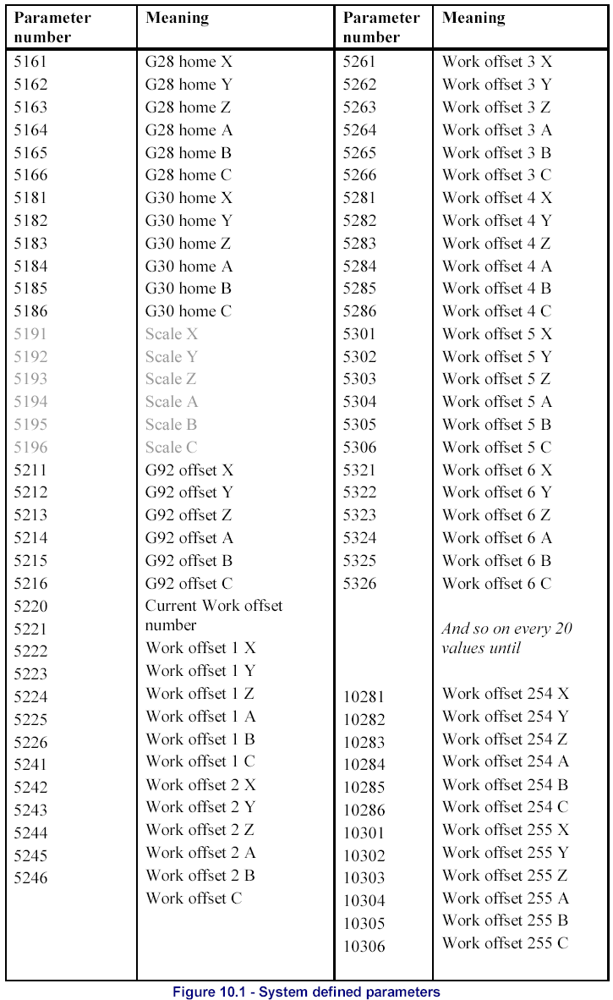 Parameter number Meaning Parameter number Meaning
5161 G28 home X 5261 Work offset 3 X
5162 G28 home Y 5262 Work offset 3 Y
5163 G28 home Z 5263 Work offset 3 Z
5164 G28 home A 5264 Work offset 3 A
5165 G28 home B 5265 Work offset 3 B
5166 G28 home C 5266 Work offset 3 C
5181 G30 home X 5281 Work offset 4 X
5182 G30 home Y 5282 Work offset 4 Y
5183 G30 home Z 5283 Work offset 4 Z
5184 G30 home A 5284 Work offset 4 A
5185 G30 home B 5285 Work offset 4 B
5186 G30 home C 5286 Work offset 4 C
5191 Scale X 5301 Work offset 5 X
5192 Scale Y 5302 Work offset 5 Y
5193 Scale Z 5303 Work offset 5 Z
5194 Scale A 5304 Work offset 5 A
5195 Scale B 5305 Work offset 5 B
5196 Scale C 5306 Work offset 5 C
5211 G92 offset X 5321 Work offset 6 X
5212 G92 offset Y 5322 Work offset 6 Y
5213 G92 offset Z 5323 Work offset 6 Z
5214 G92 offset A 5324 Work offset 6 A
5215 G92 offset B 5325 Work offset 6 B
5216 G92 offset C 5326 Work offset 6 C
5220 Current Work offset
5221 number And so on every 20
5222 Work offset 1 X values until
5223 Work offset 1 Y
5224 Work offset 1 Z 10281 Work offset 254 X
5225 Work offset 1 A 10282 Work offset 254 Y
5226 Work offset 1 B 10283 Work offset 254 Z
5241 Work offset 1 C 10284 Work offset 254 A
5242 Work offset 2 X 10285 Work offset 254 B
5243 Work offset 2 Y 10286 Work offset 254 C
5244 Work offset 2 Z 10301 Work offset 255 X
5245 Work offset 2 A 10302 Work offset 255 Y
5246 Work offset 2 B 10303 Work offset 255 Z
Work offset C 10304 Work offset 255 A
10305 Work offset 255 B
10306 Work offset 255 C
Figure 10.1 - System defined parameters